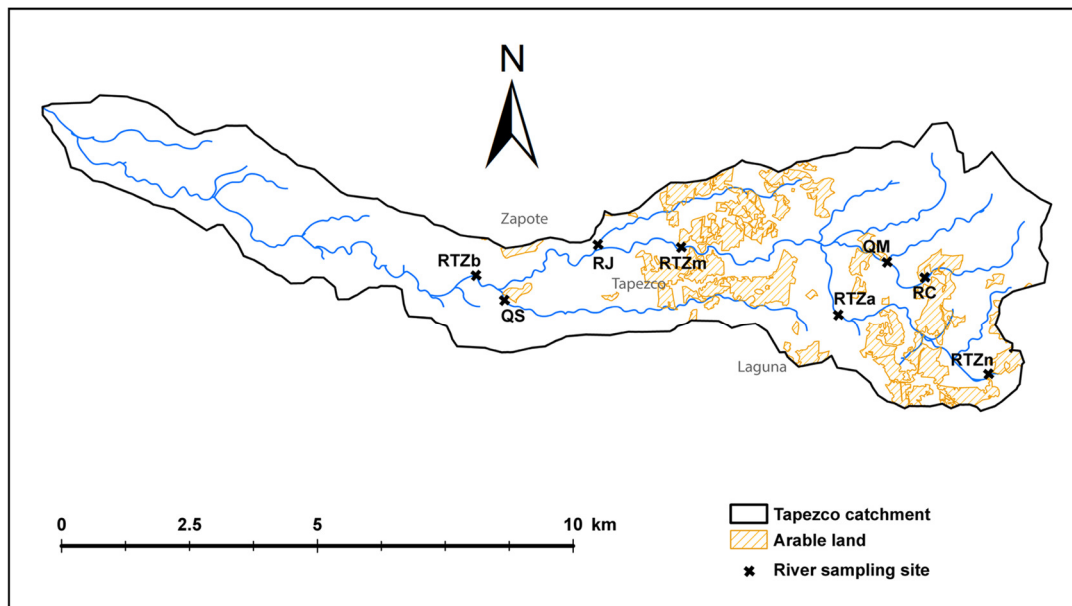 N
Zapote
RTZb
RJ
RTZm
QM
Tapezco
RC
QS
RTZa
Laguna
RTZn
0 2.5 5 10 km
Tapezco catchment
Arable land
River sampling site